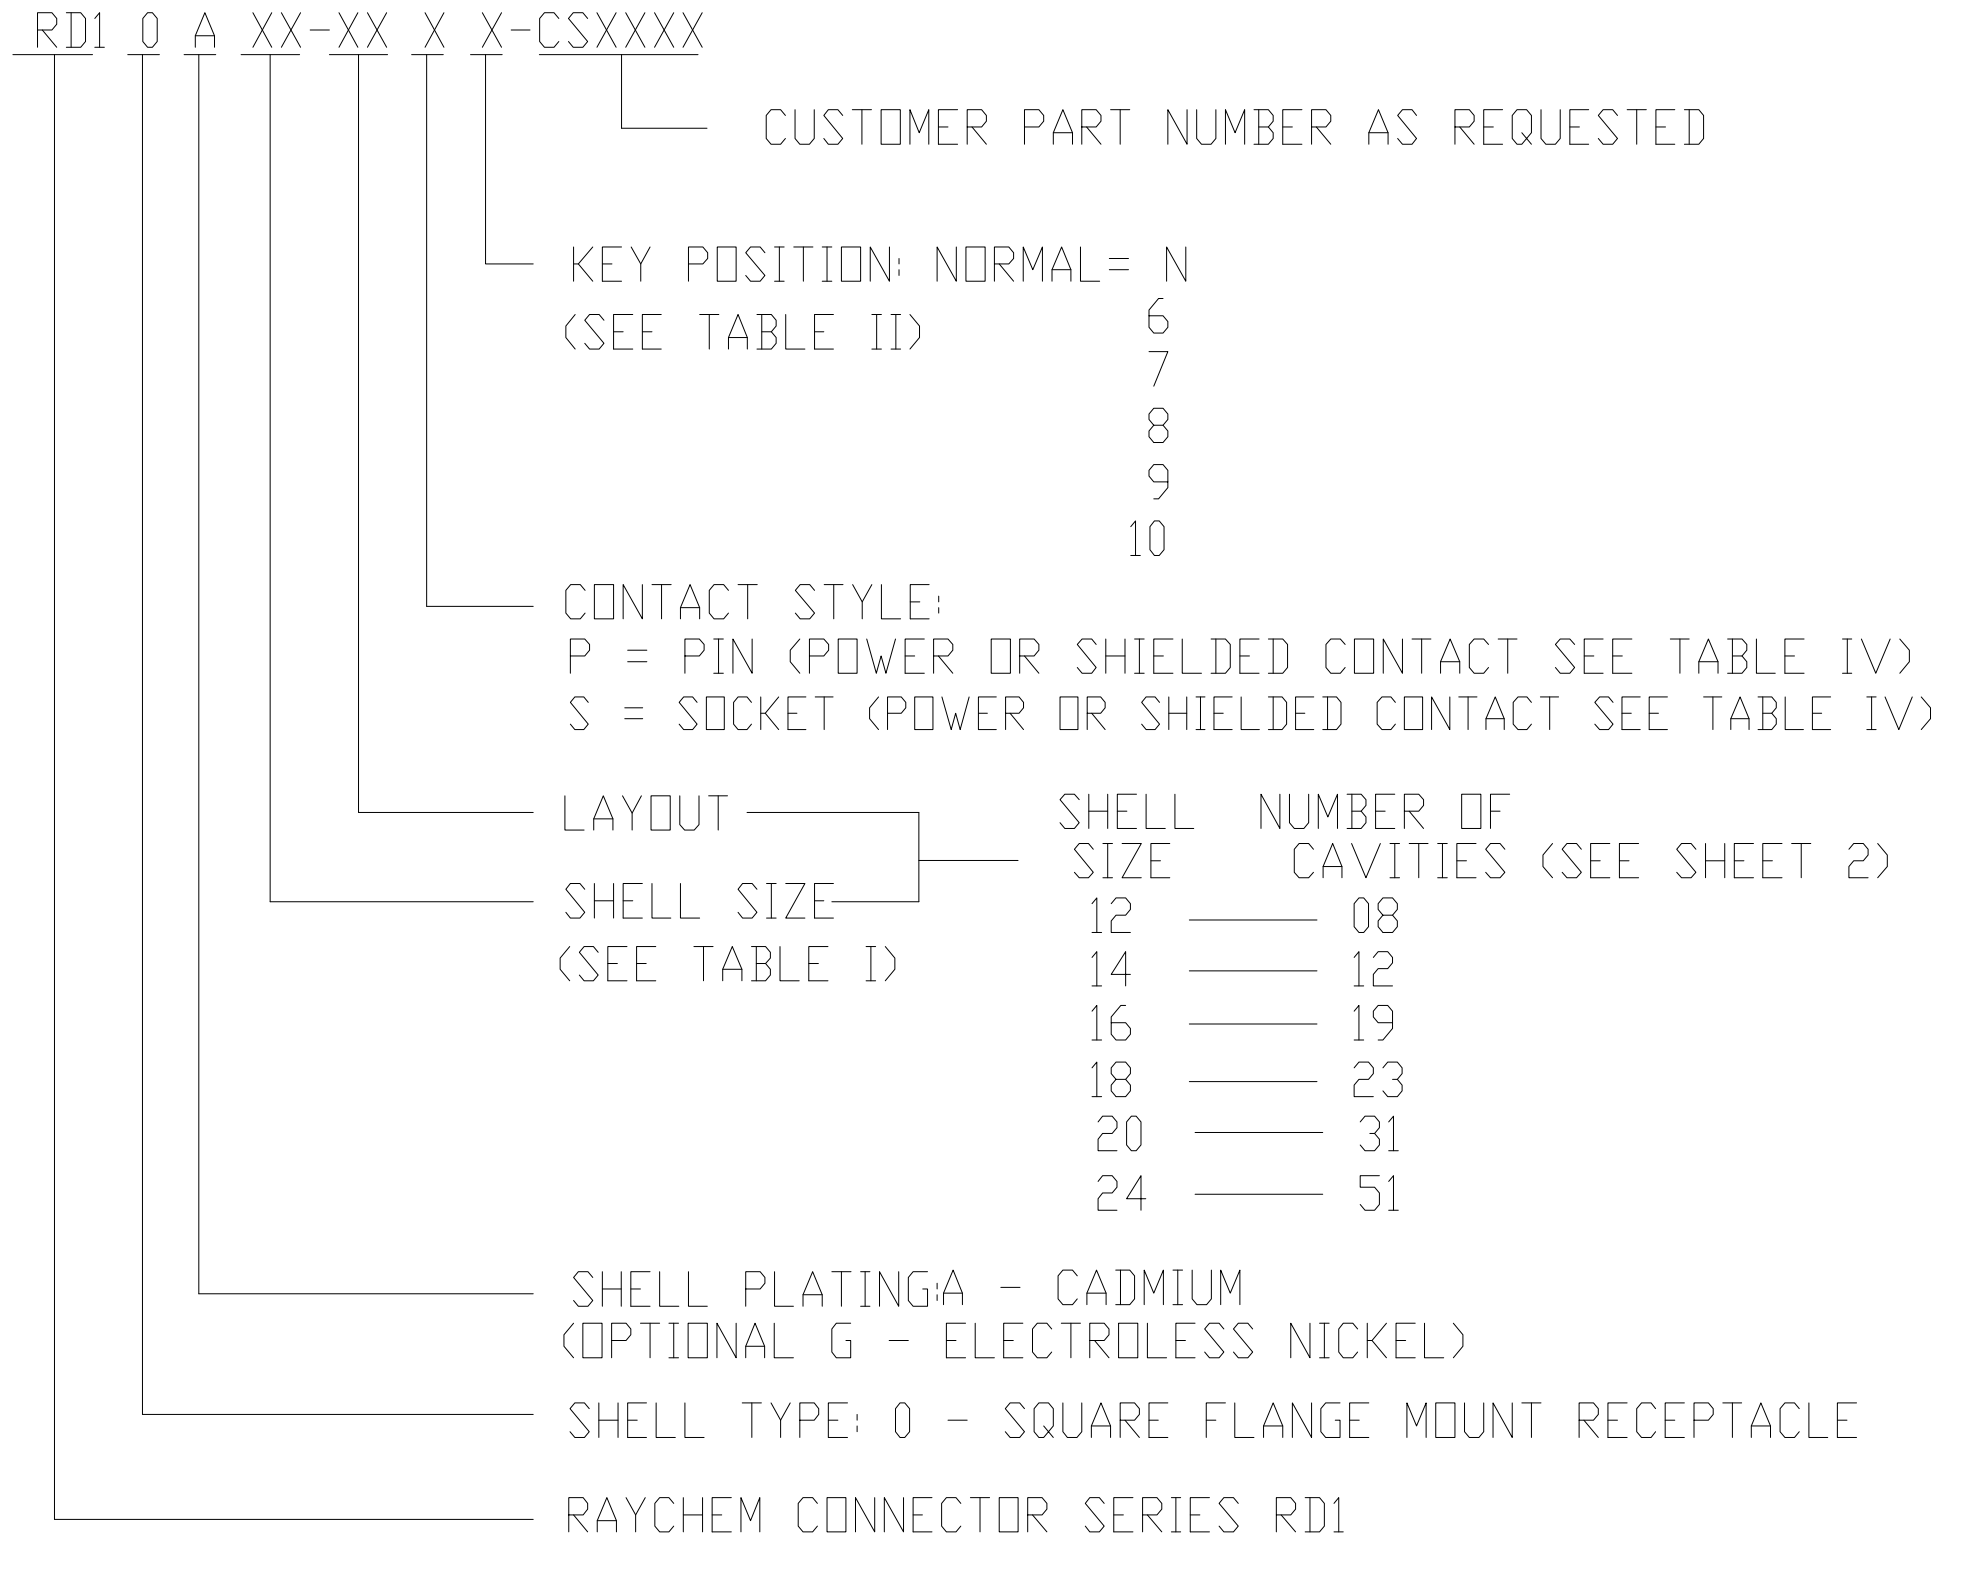 RD1 0 A XX-XX X X-CSXXXX
CUSTOMER PART NUMBER AS REQUESTED
KEY POSITION: NORMAL= N
(SEE TABLE II)
6
7
8
9
10
CONTACT STYLE:
P = PIN (POWER OR SHIELDED CONTACT SEE TABLE IV)
S = SOCKET (POWER OR SHIELDED CONTACT SEE TABLE IV)
LAYOUT
SHELL SIZE
(SEE TABLE I)
SHELL NUMBER OF
SIZE CAVITIES (SEE SHEET 2)
12 08
14 12
16 19
18 23
20 31
24 51
SHELL PLATING:A - CADMIUM
(OPTIONAL G - ELECTROLESS NICKEL)
SHELL TYPE: 0 - SQUARE FLANGE MOUNT RECEPTACLE
RAYCHEM CONNECTOR SERIES RD1